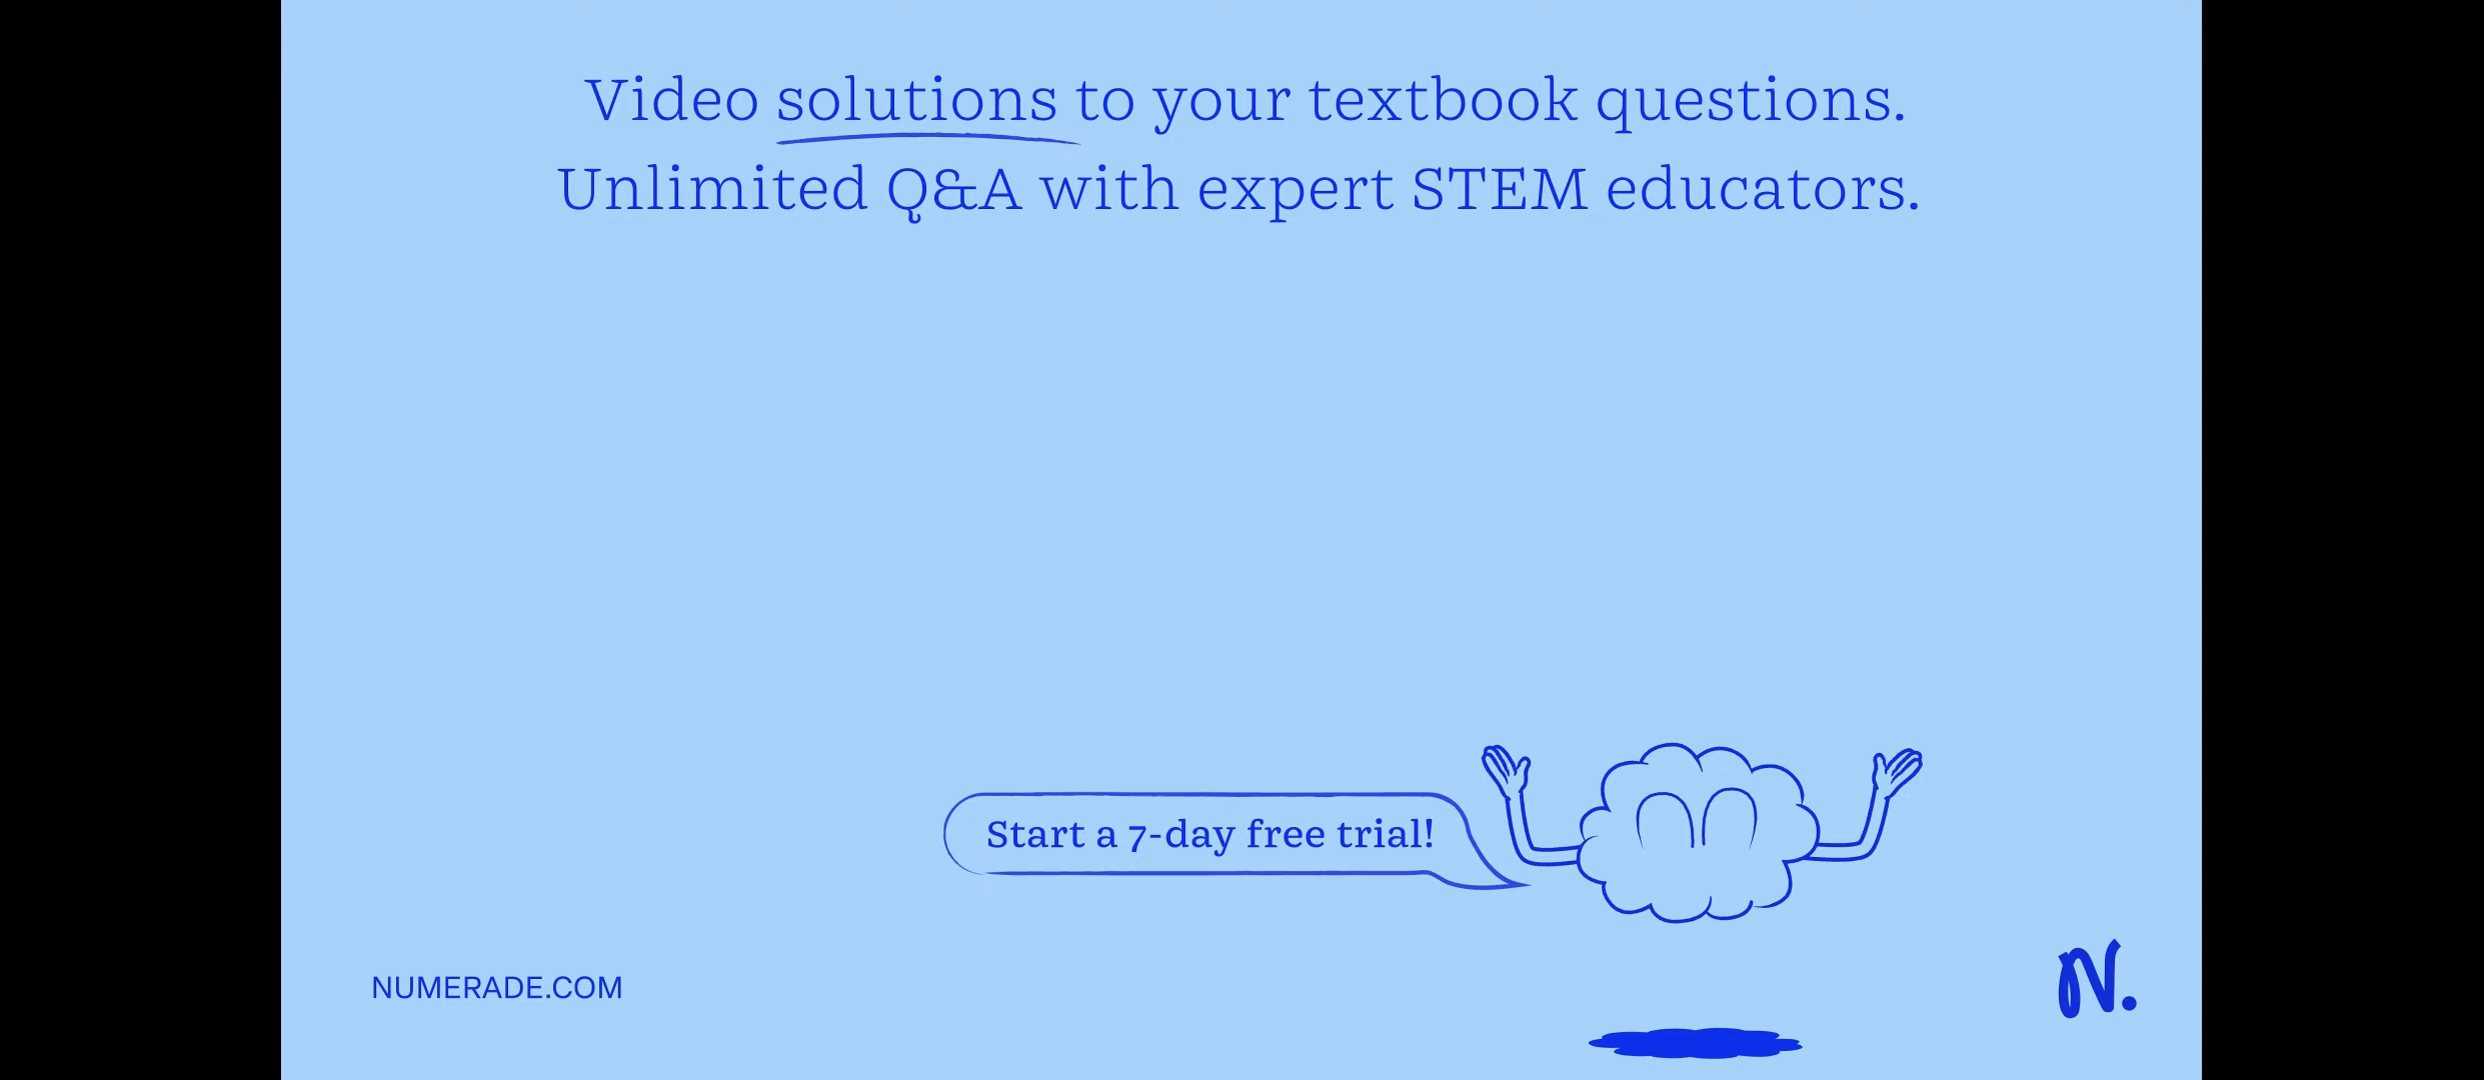 Video solutions to your textbook questions.
Unlimited Q&A with expert STEM educators.
Start a 7-day free trial!
NUMERADE.COM
N.